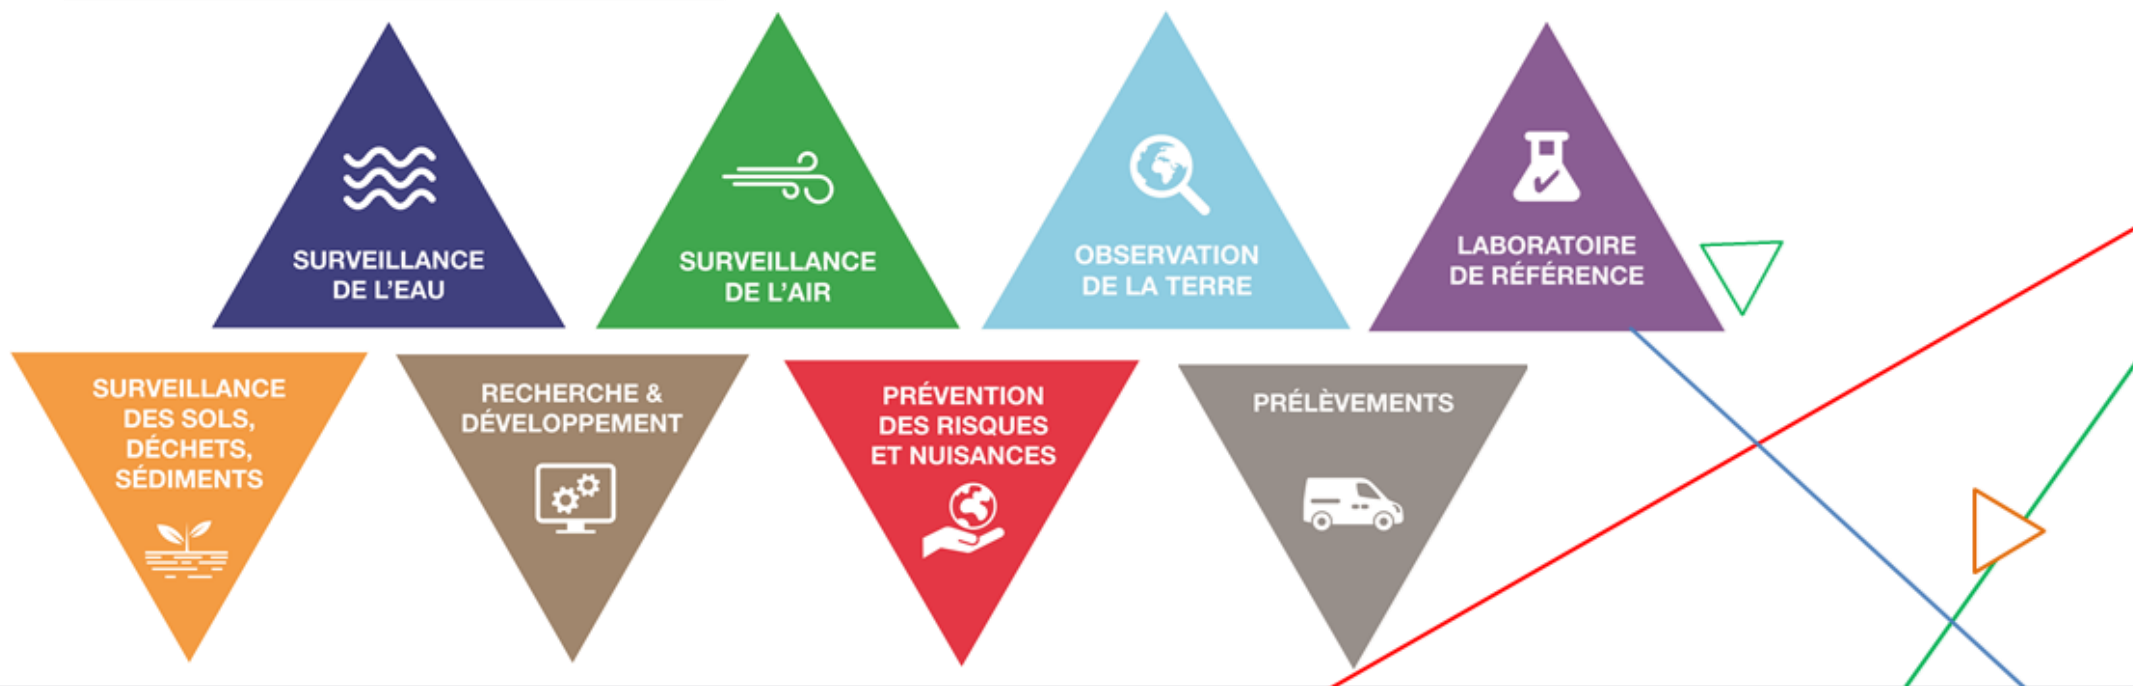 SURVEILLANCE
DE L'EAU
SURVEILLANCE
DE L'AIR
OBSERVATION
DE LA TERRE
LABORATOIRE
DE RÉFÉRENCE
SURVEILLANCE
DES SOLS,
DÉCHETS,
SÉDIMENTS
RECHERCHE &
DÉVELOPPEMENT
PRÉVENTION
DES RISQUES
ET NUISANCES
PRÉLÈVEMENTS